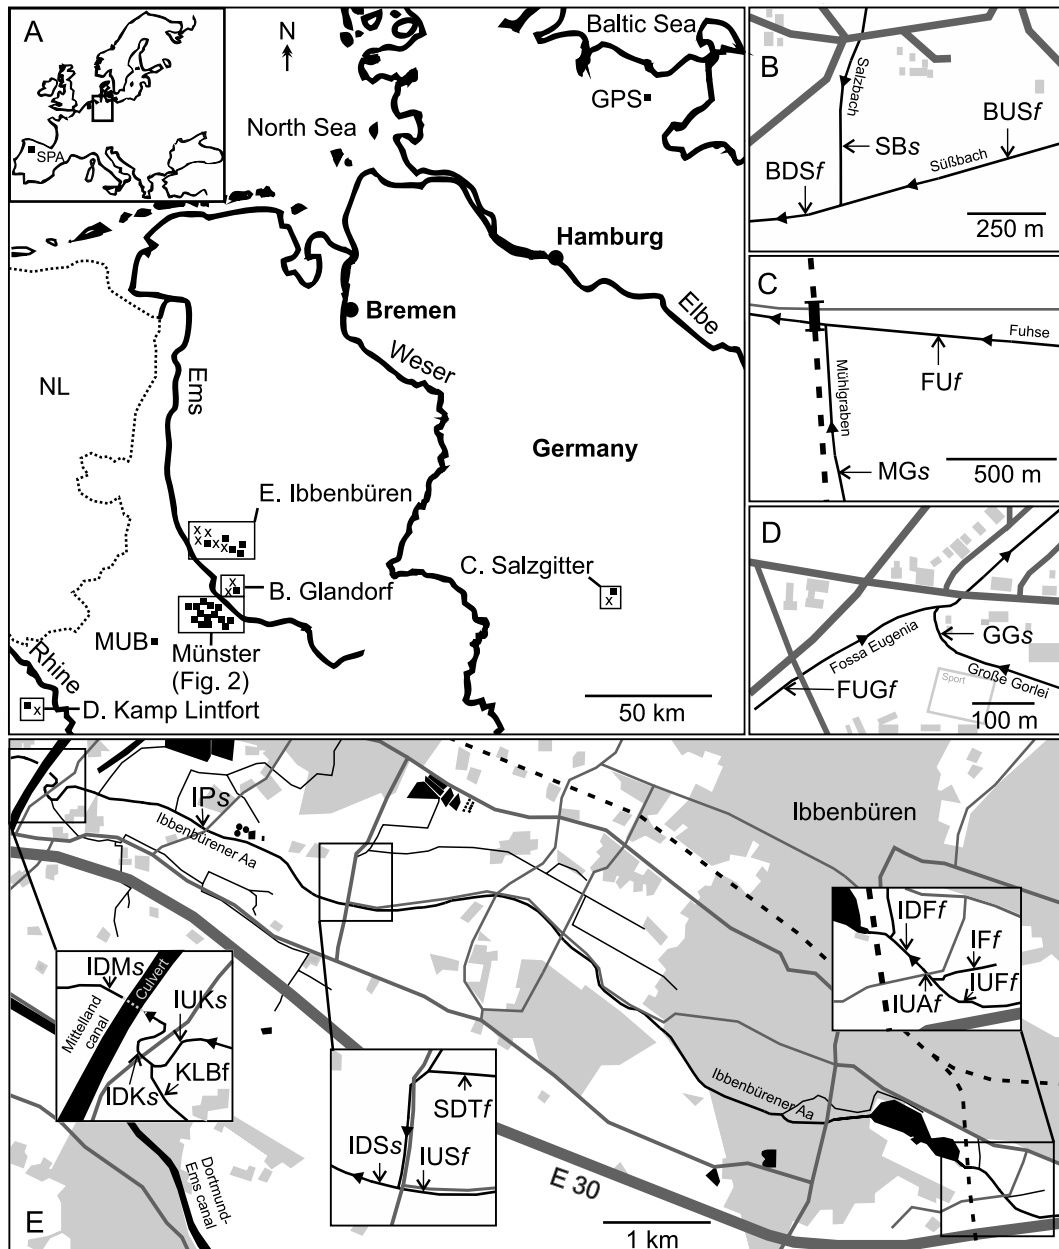 A
N
Baltic Sea
GPS
North Sea
SPA
Hamburg
Elbe
Bremen
Weser
NL
Ems
Germany
E. Ibbenbüren
x
x
x
x
x
x
C. Salzgitter
x
B. Glandorf
x
x
MUB
Münster
(Fig. 2)
Rhine
D. Kamp Lintfort
x
50 km
B
Salzbach
BUSf
SBs
Süßbach
BDSf
250 m
C
Fuhse
FUf
Mühlgraben
MGs
500 m
D
GGs
Fossa Eugenia
Große Gorlei
FUGf
Sport
100 m
IPs
Ibbenbürener Aa
Ibbenbüren
IDFf
IFf
IUFf
IUAf
IDMs
Culvert
IUKs
Mittelland
canal
KLBf
IDKs
SDTf
IDSs
IUSf
Ibbenbürener Aa
Dortmund-
Ems canal
E 30
1 km
E